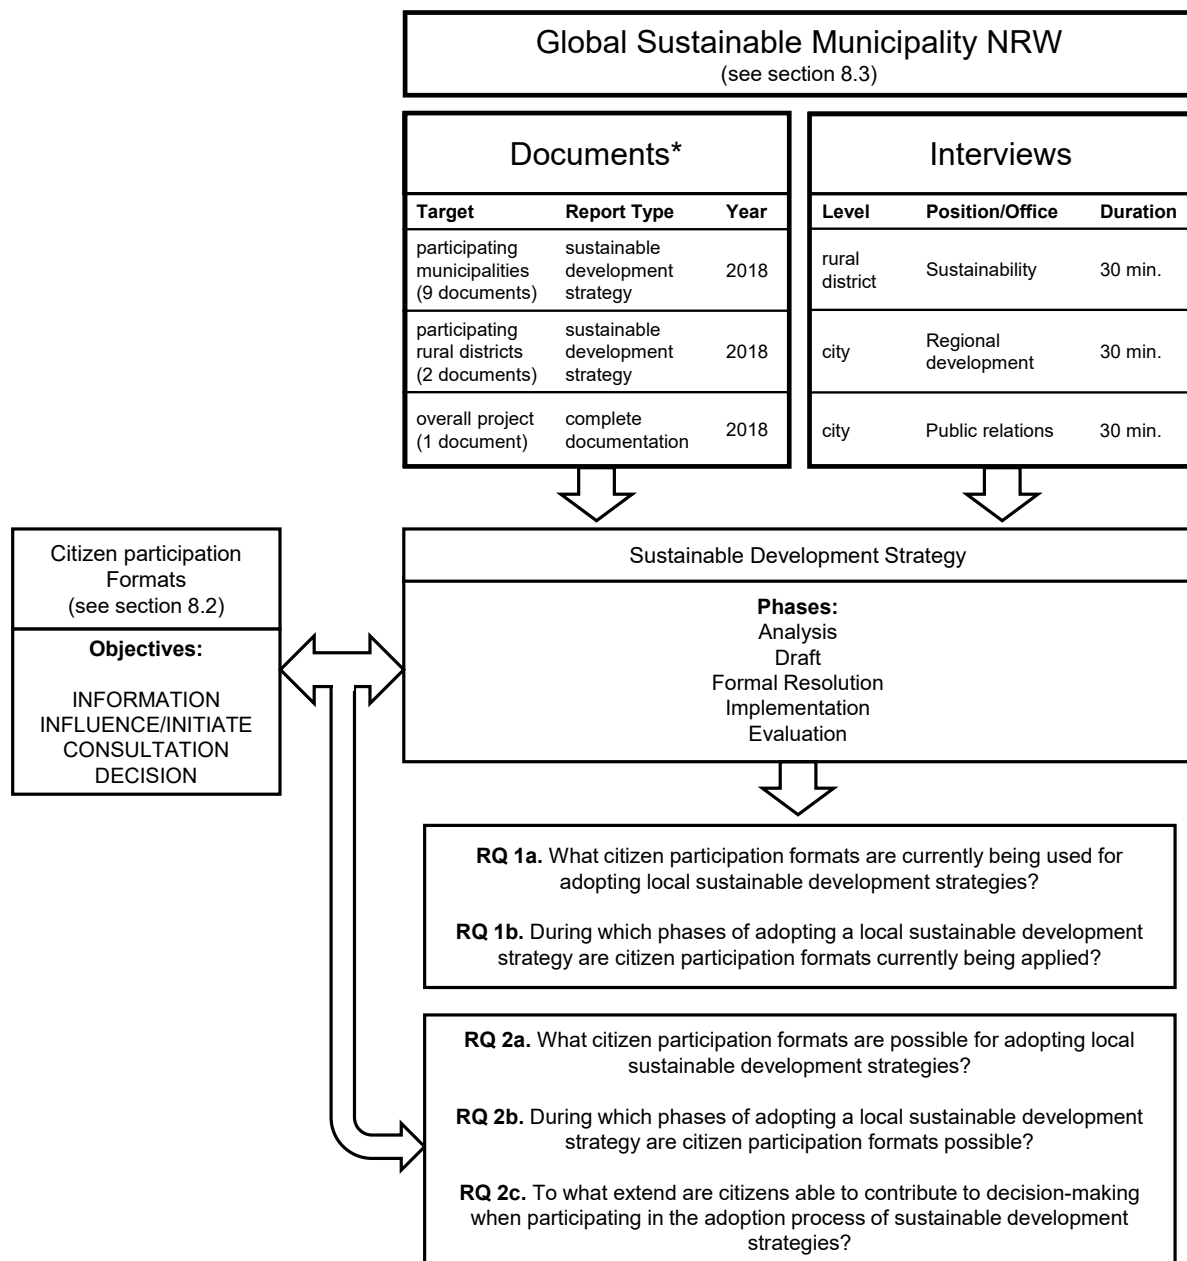 Global Sustainable Municipality NRW
(see section 8.3)
Documents*
Target Report Type Year
participating
municipalities
(9 documents)
sustainable
development
strategy
2018
participating
rural districts
(2 documents)
sustainable
development
strategy
2018
overall project
(1 document)
complete
documentation
2018
Interviews
Level Position/Office Duration
rural
district
Sustainability
30 min.
city
Regional
development
30 min.
city
Public relations
30 min.
Citizen participation
Formats
(see section 8.2)
Objectives:
INFORMATION
INFLUENCE/INITIATE
CONSULTATION
DECISION
Sustainable Development Strategy
Phases:
Analysis
Draft
Formal Resolution
Implementation
Evaluation
RQ 1a. What citizen participation formats are currently being used for
adopting local sustainable development strategies?
RQ 1b. During which phases of adopting a local sustainable development
strategy are citizen participation formats currently being applied?
RQ 2a. What citizen participation formats are possible for adopting local
sustainable development strategies?
RQ 2b. During which phases of adopting a local sustainable development
strategy are citizen participation formats possible?
RQ 2c. To what extend are citizens able to contribute to decision-making
when participating in the adoption process of sustainable development
strategies?